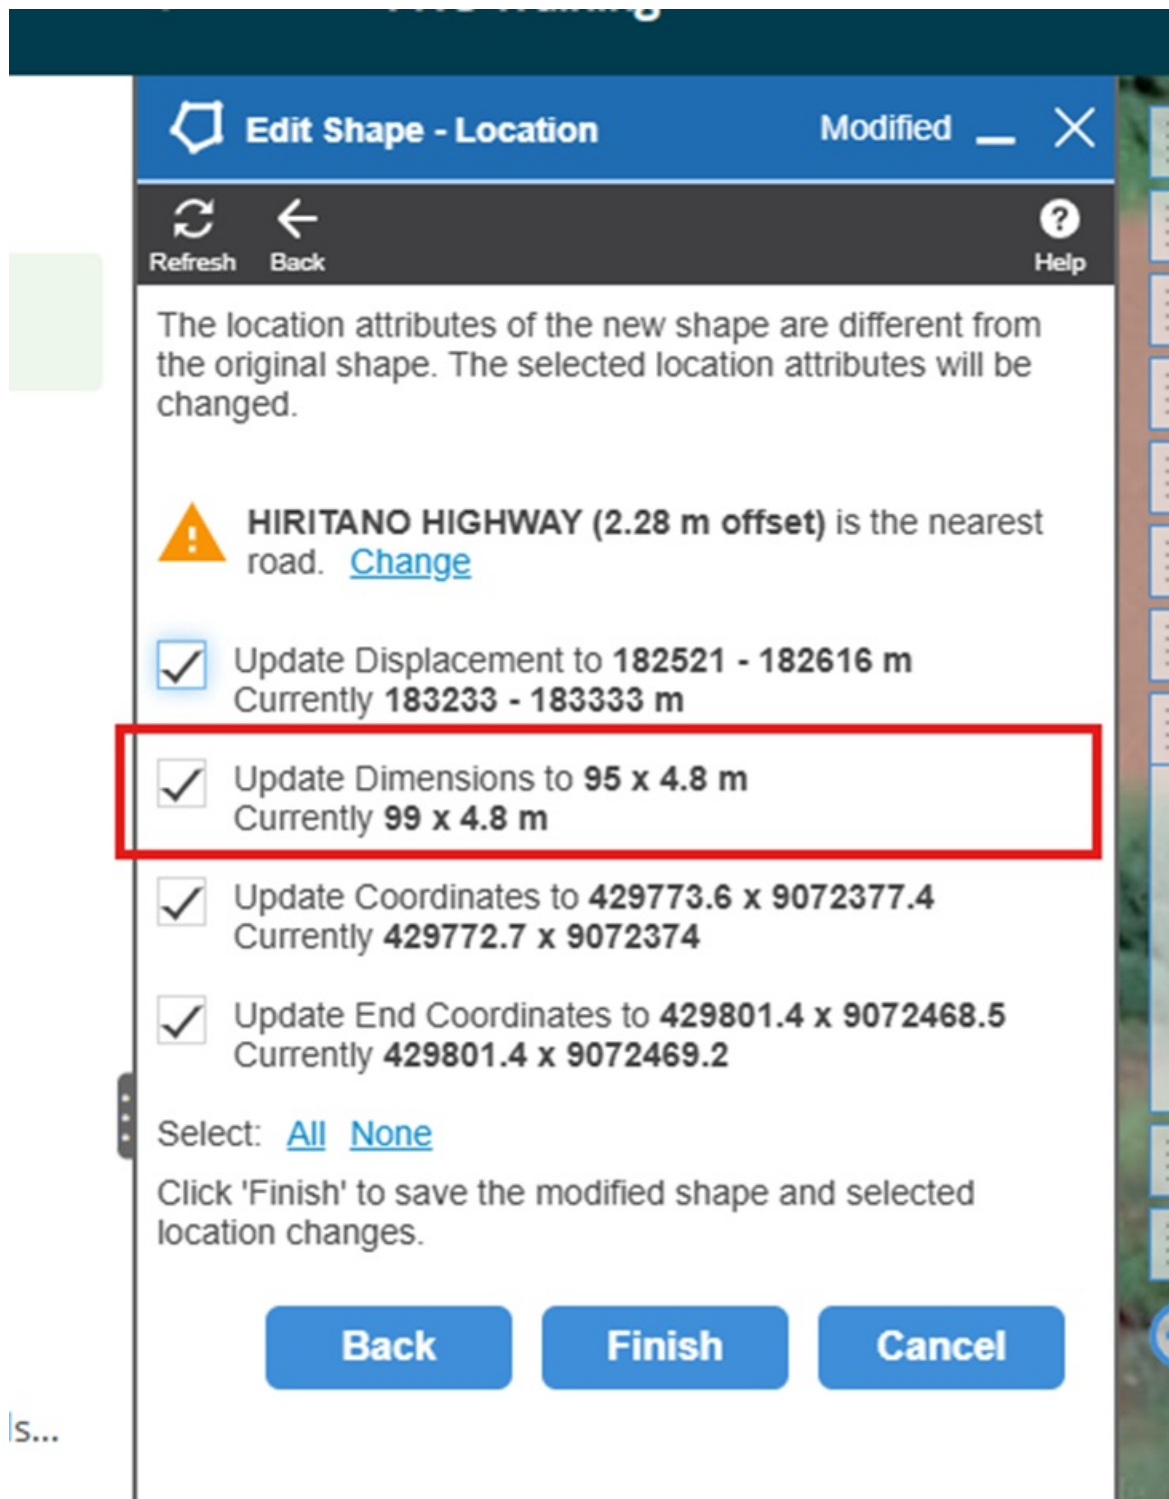 Edit Shape - Location
Modified
Refresh
Back
Help
The location attributes of the new shape are different from
the original shape. The selected location attributes will be
changed.
HIRITANO HIGHWAY (2.28 m offset) is the nearest
road. Change
Update Displacement to 182521 - 182616 m
Currently 183233 - 183333 m
Update Dimensions to 95 x 4.8 m
Currently 99 x 4.8 m
Update Coordinates to 429773.6 x 9072377.4
Currently 429772.7 x 9072374
Update End Coordinates to 429801.4 x 9072468.5
Currently 429801.4 x 9072469.2
Select: All None
Click 'Finish' to save the modified shape and selected
location changes.
Back
Finish
Cancel